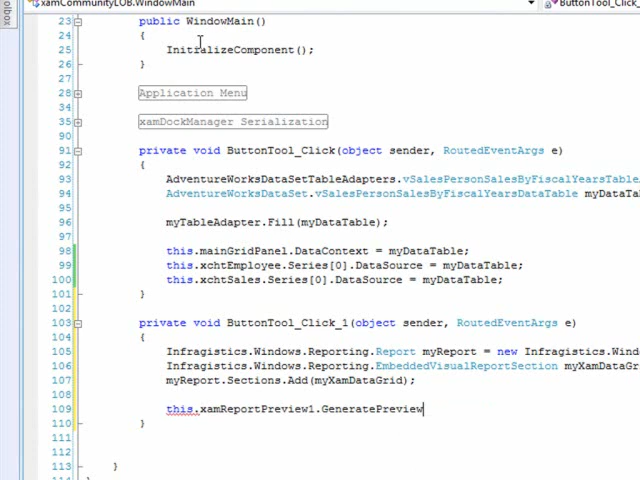 xamCommunityLOB.WindowMain
ButtonTool_Click_
olbox
23 public WindowMain()
24 {
25 InitializeComponent();
26 }
27
28 Application Menu
34
35 xamDockManager Serialization
90
91 private void ButtonTool_Click(object sender, RoutedEventArgs e)
92 {
93 AdventureWorksDataSetTableAdapters.vSalesPersonSalesByFiscalYearsTable
94 AdventureWorksDataSet.vSalesPersonSalesByFiscalYearsDataTable myDataTa
95
96 myTableAdapter.Fill(myDataTable);
97
98 this.mainGridPanel.DataContext = myDataTable;
99 this.xchtEmployee.Series[0].DataSource = myDataTable;
100 this.xchtSales.Series[0].DataSource = myDataTable;
101 }
102
103 private void ButtonTool_Click_1(object sender, RoutedEventArgs e)
104 {
105 Infragistics.Windows.Reporting.Report myReport = new Infragistics.Wind
106 Infragistics.Windows.Reporting.EmbeddedVisualReportSection myXamDataGr
107 myReport.Sections.Add(myXamDataGrid);
108
109 this.xamReportPreview1.GeneratePreview
110 }
113 }